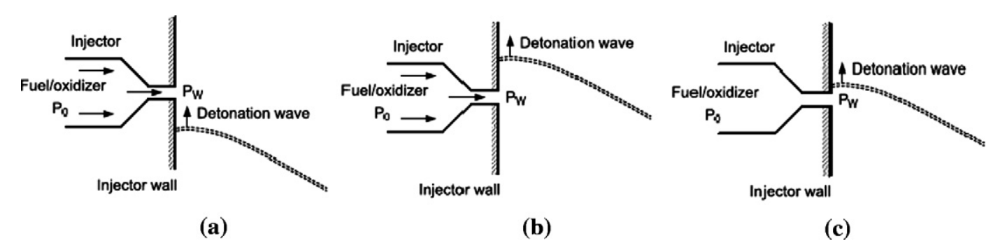 Injector
Fuel/oxidizer
P0
PW
Detonation wave
Injector wall
(a)
Injector
Fuel/oxidizer
P0
PW
Detonation wave
Injector wall
(b)
Injector
Fuel/oxidizer
P0
PW
Detonation wave
Injector wall
(c)